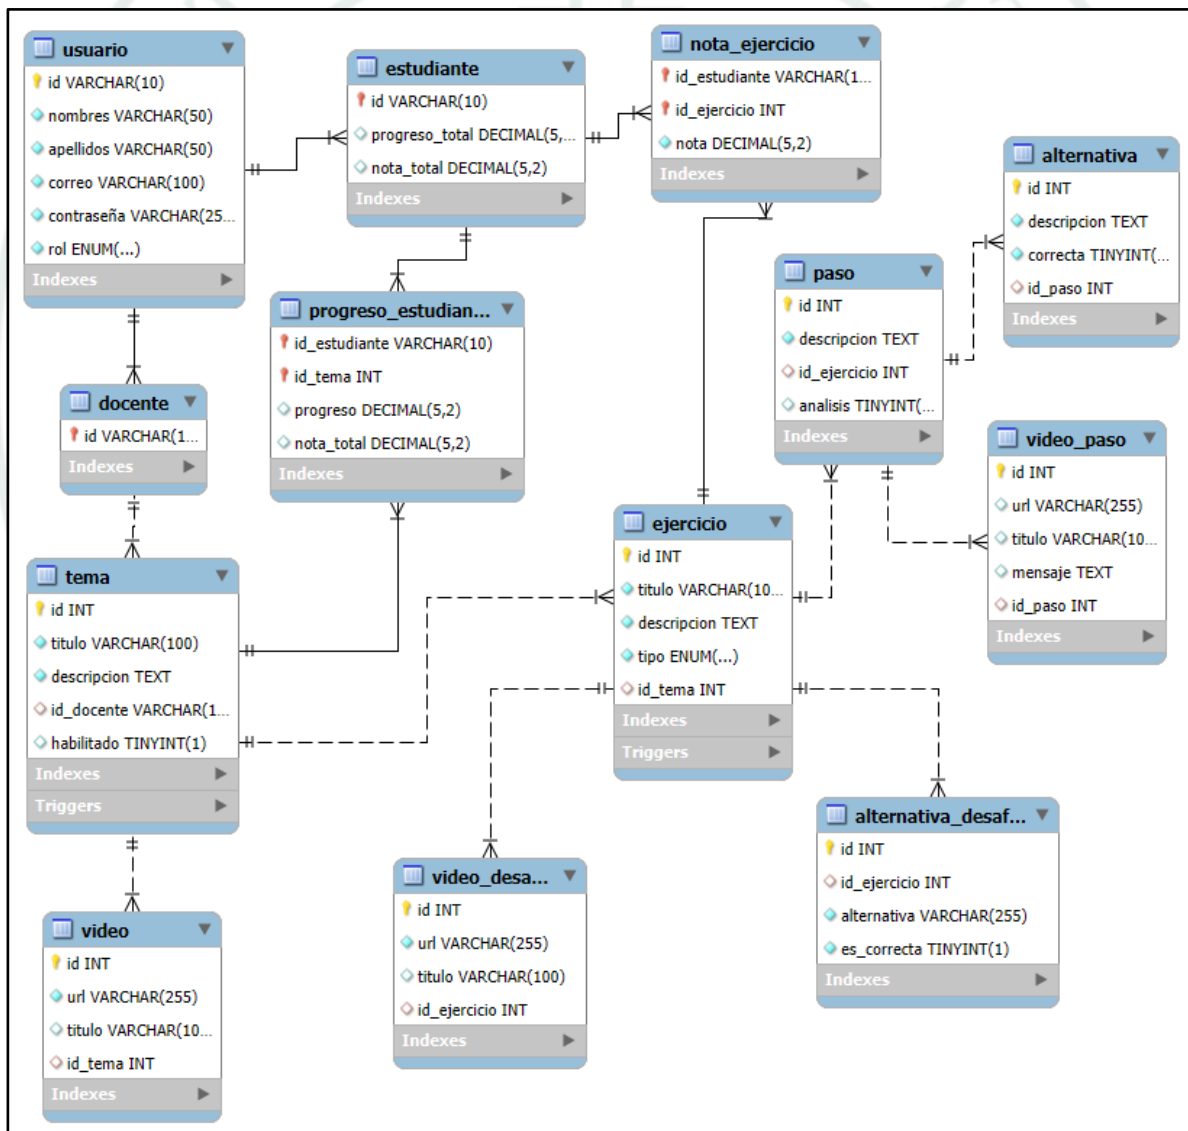 usuario
id VARCHAR(10)
nombres VARCHAR(50)
apellidos VARCHAR(50)
correo VARCHAR(100)
contraseña VARCHAR(25...
rol ENUM(...)
Indexes
estudiante
id VARCHAR(10)
progreso_total DECIMAL(5,...
nota_total DECIMAL(5,2)
Indexes
nota_ejercicio
id_estudiante VARCHAR(1...
id_ejercicio INT
nota DECIMAL(5,2)
Indexes
alternativa
id INT
descripcion TEXT
correcta TINYINT(...
id_paso INT
Indexes
paso
id INT
descripcion TEXT
id_ejercicio INT
analisis TINYINT(...
Indexes
progreso_estudian...
id_estudiante VARCHAR(10)
id_tema INT
progreso DECIMAL(5,2)
nota_total DECIMAL(5,2)
Indexes
docente
id VARCHAR(1...
Indexes
video_paso
id INT
url VARCHAR(255)
titulo VARCHAR(10...
mensaje TEXT
id_paso INT
Indexes
ejercicio
id INT
titulo VARCHAR(10...
descripcion TEXT
tipo ENUM(...)
id_tema INT
Indexes
Triggers
tema
id INT
titulo VARCHAR(100)
descripcion TEXT
id_docente VARCHAR(1...
habilitado TINYINT(1)
Indexes
Triggers
alternativa_desaf...
id INT
id_ejercicio INT
alternativa VARCHAR(255)
es_correcta TINYINT(1)
Indexes
video_desa...
id INT
url VARCHAR(255)
titulo VARCHAR(100)
id_ejercicio INT
Indexes
video
id INT
url VARCHAR(255)
titulo VARCHAR(10...
id_tema INT
Indexes